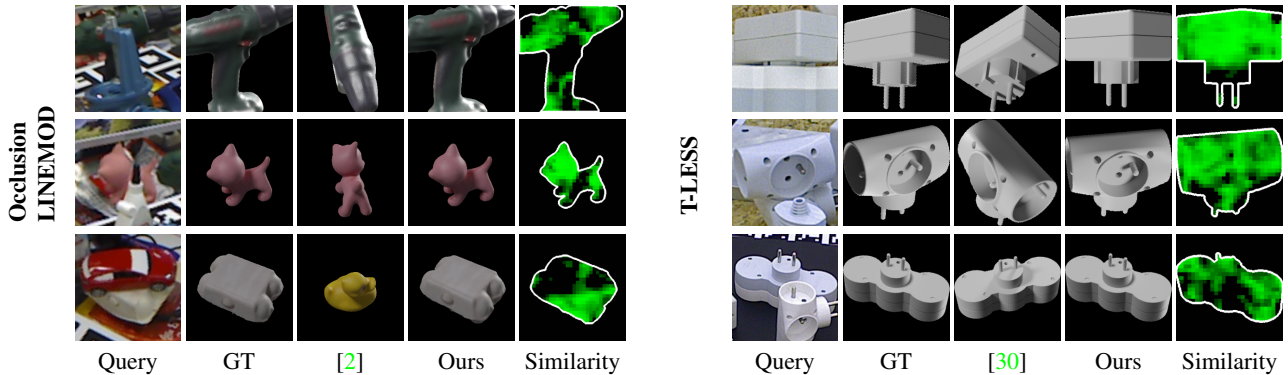 Occlusion
LINEMOD
Query GT [2] Ours Similarity
T-LESS
Query GT [30] Ours Similarity